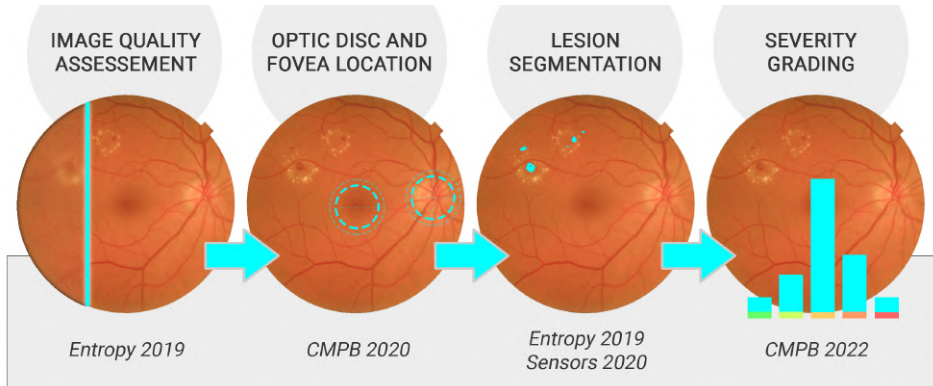 IMAGE QUALITY
ASSESSEMENT
OPTIC DISC AND
FOVEA LOCATION
LESION
SEGMENTATION
SEVERITY
GRADING
Entropy 2019
CMPB 2020
Entropy 2019
Sensors 2020
CMPB 2022